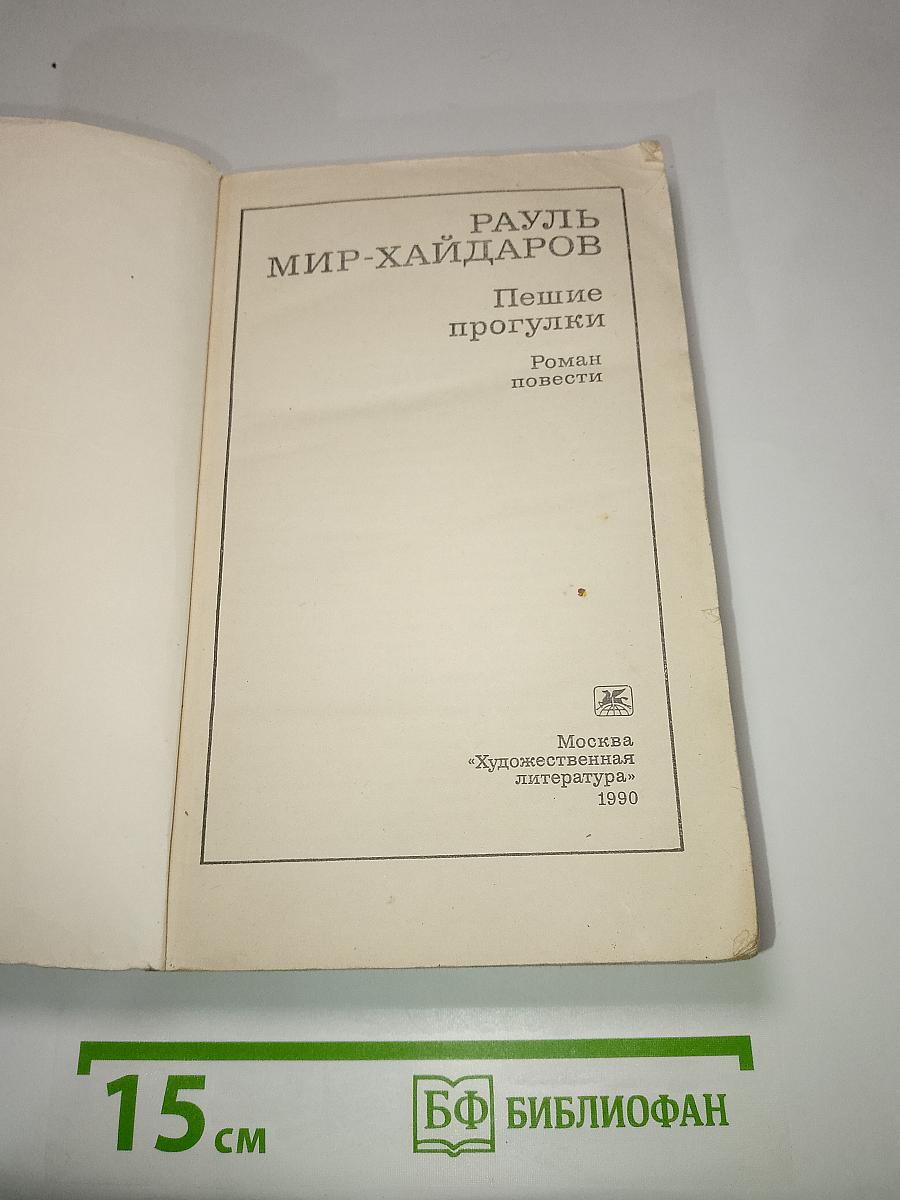 РАУЛЬ
МИР-ХАЙДАРОВ
Пешие
прогулки
Роман
повести
Москва
«Художественная
литература»
1990
15 см
БФ БИБЛИОФАН